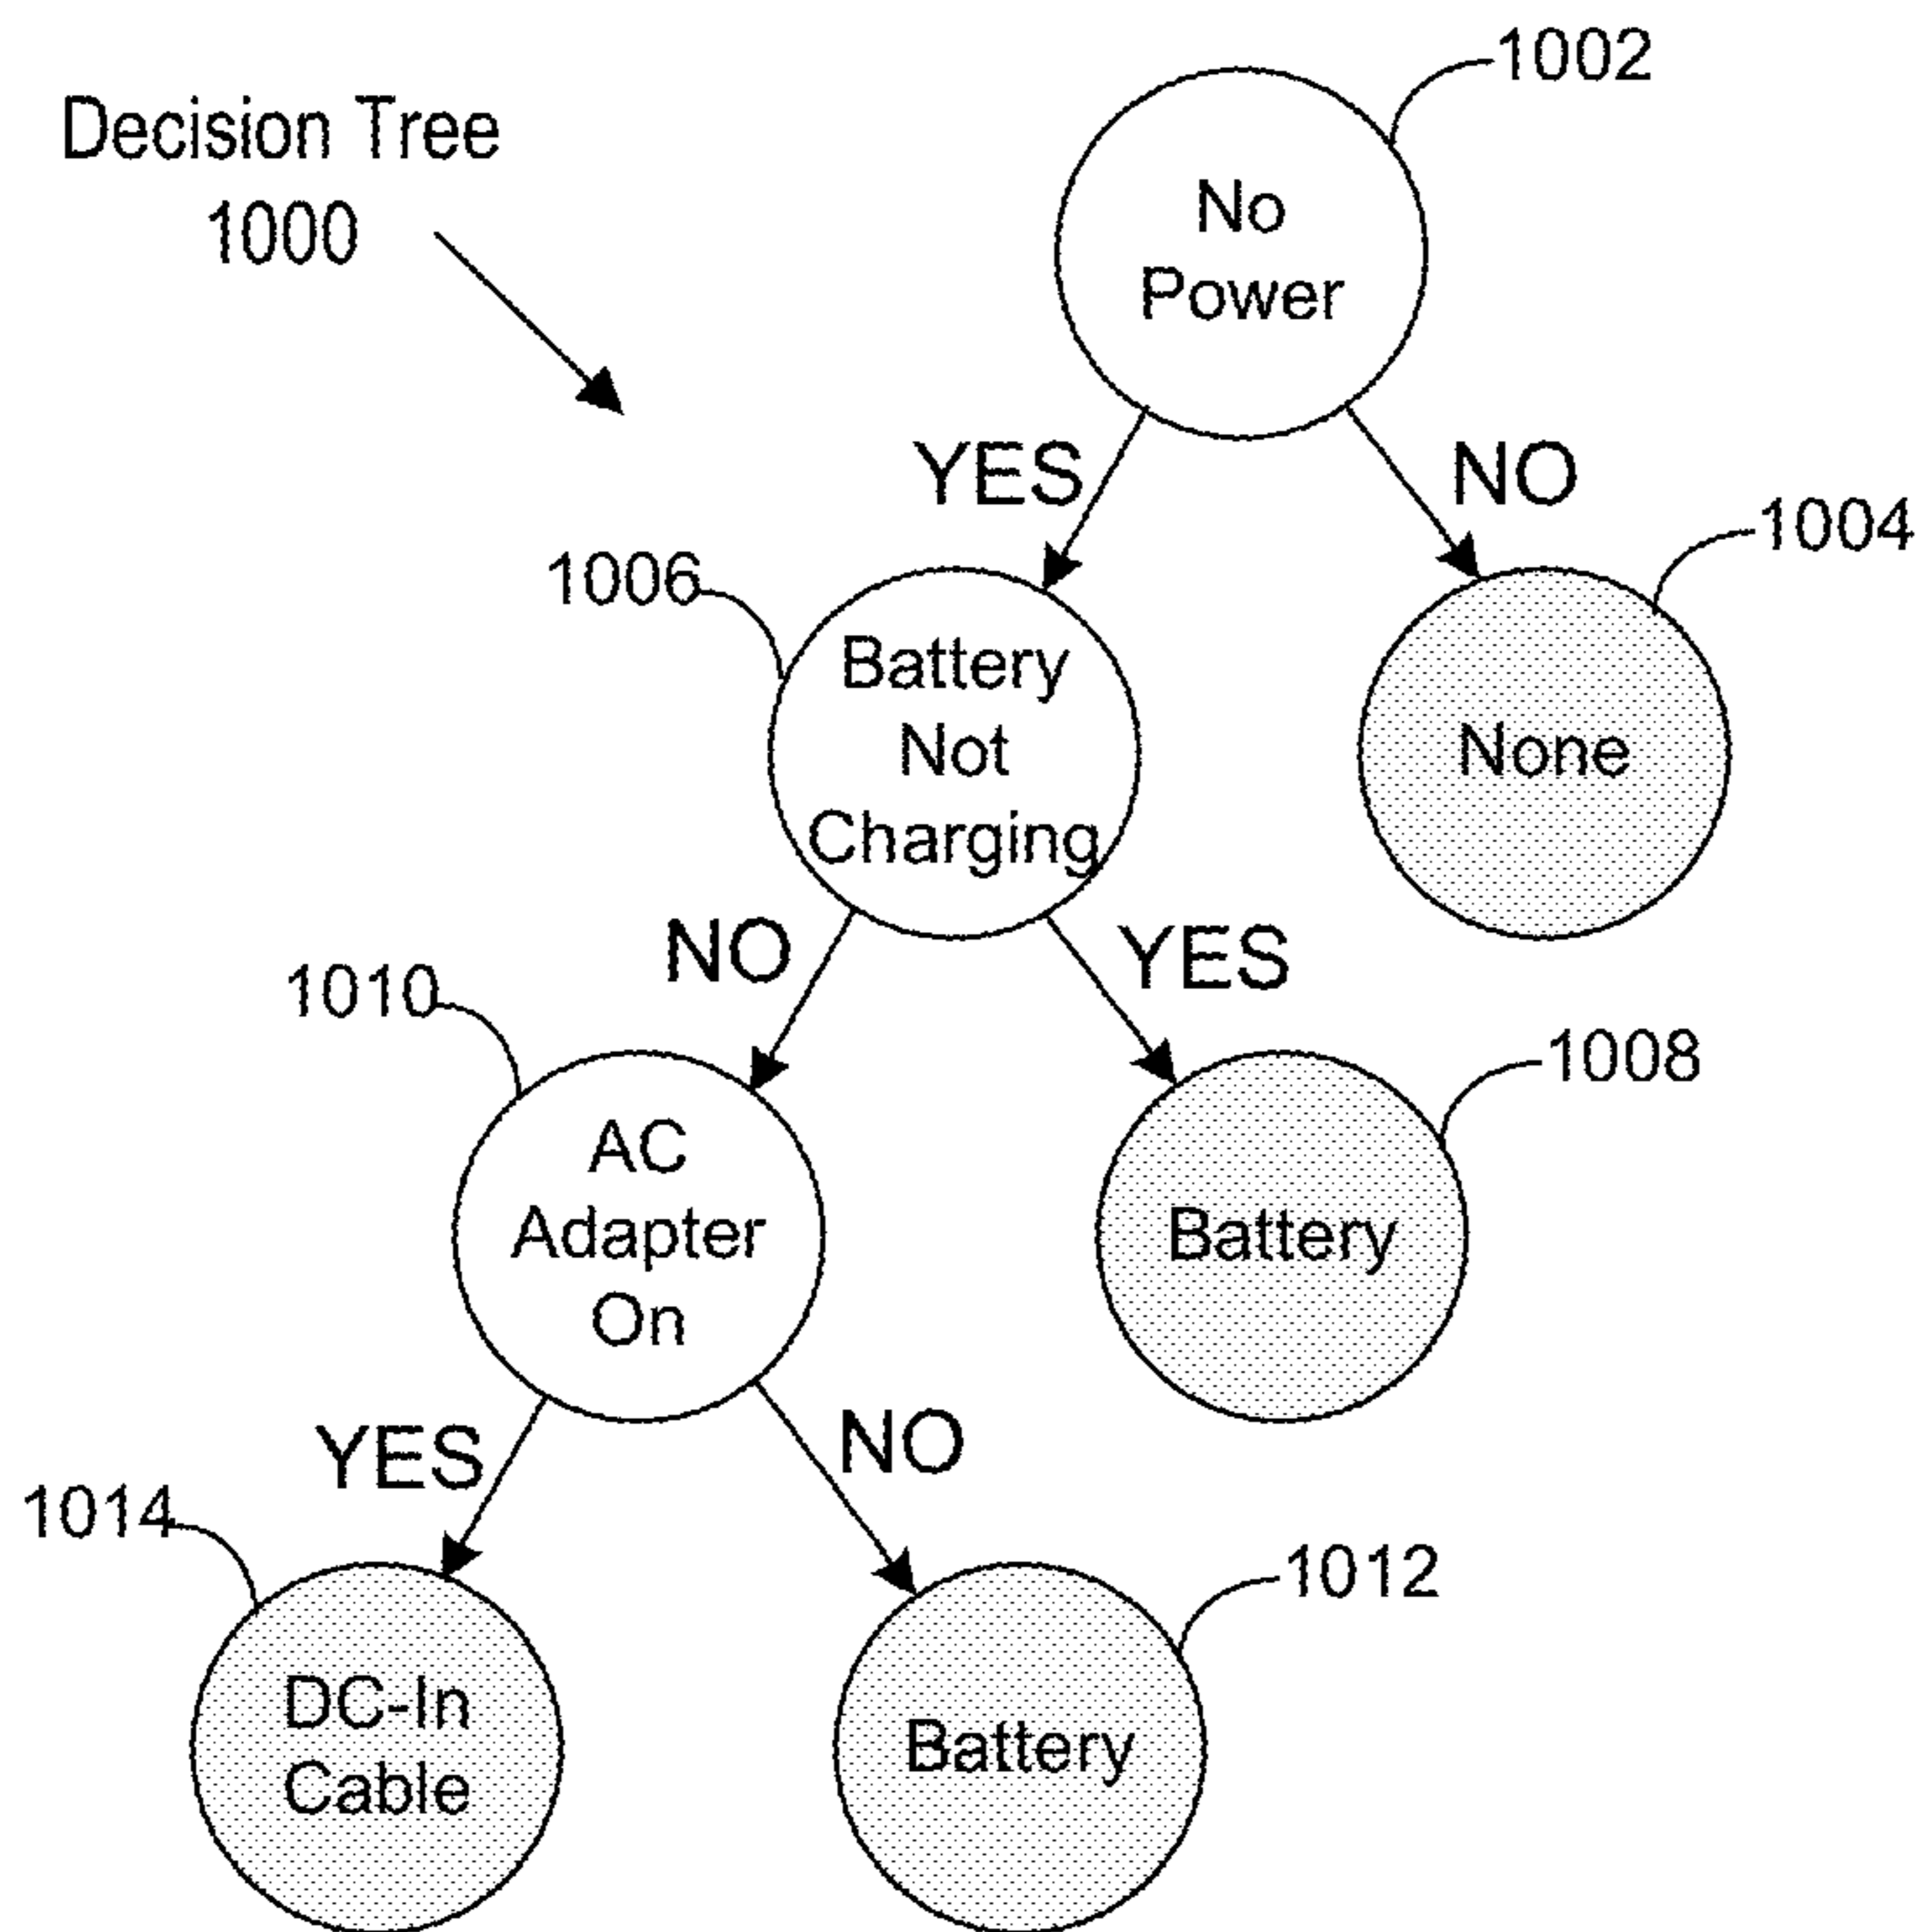 1002
Decision Tree
1000
No
Power
YES
NO
1004
1006
Battery
Not
Charging
None
NO
YES
1010
1008
AC
Adapter
On
Battery
YES
NO
1014
1012
DC-In
Cable
Battery